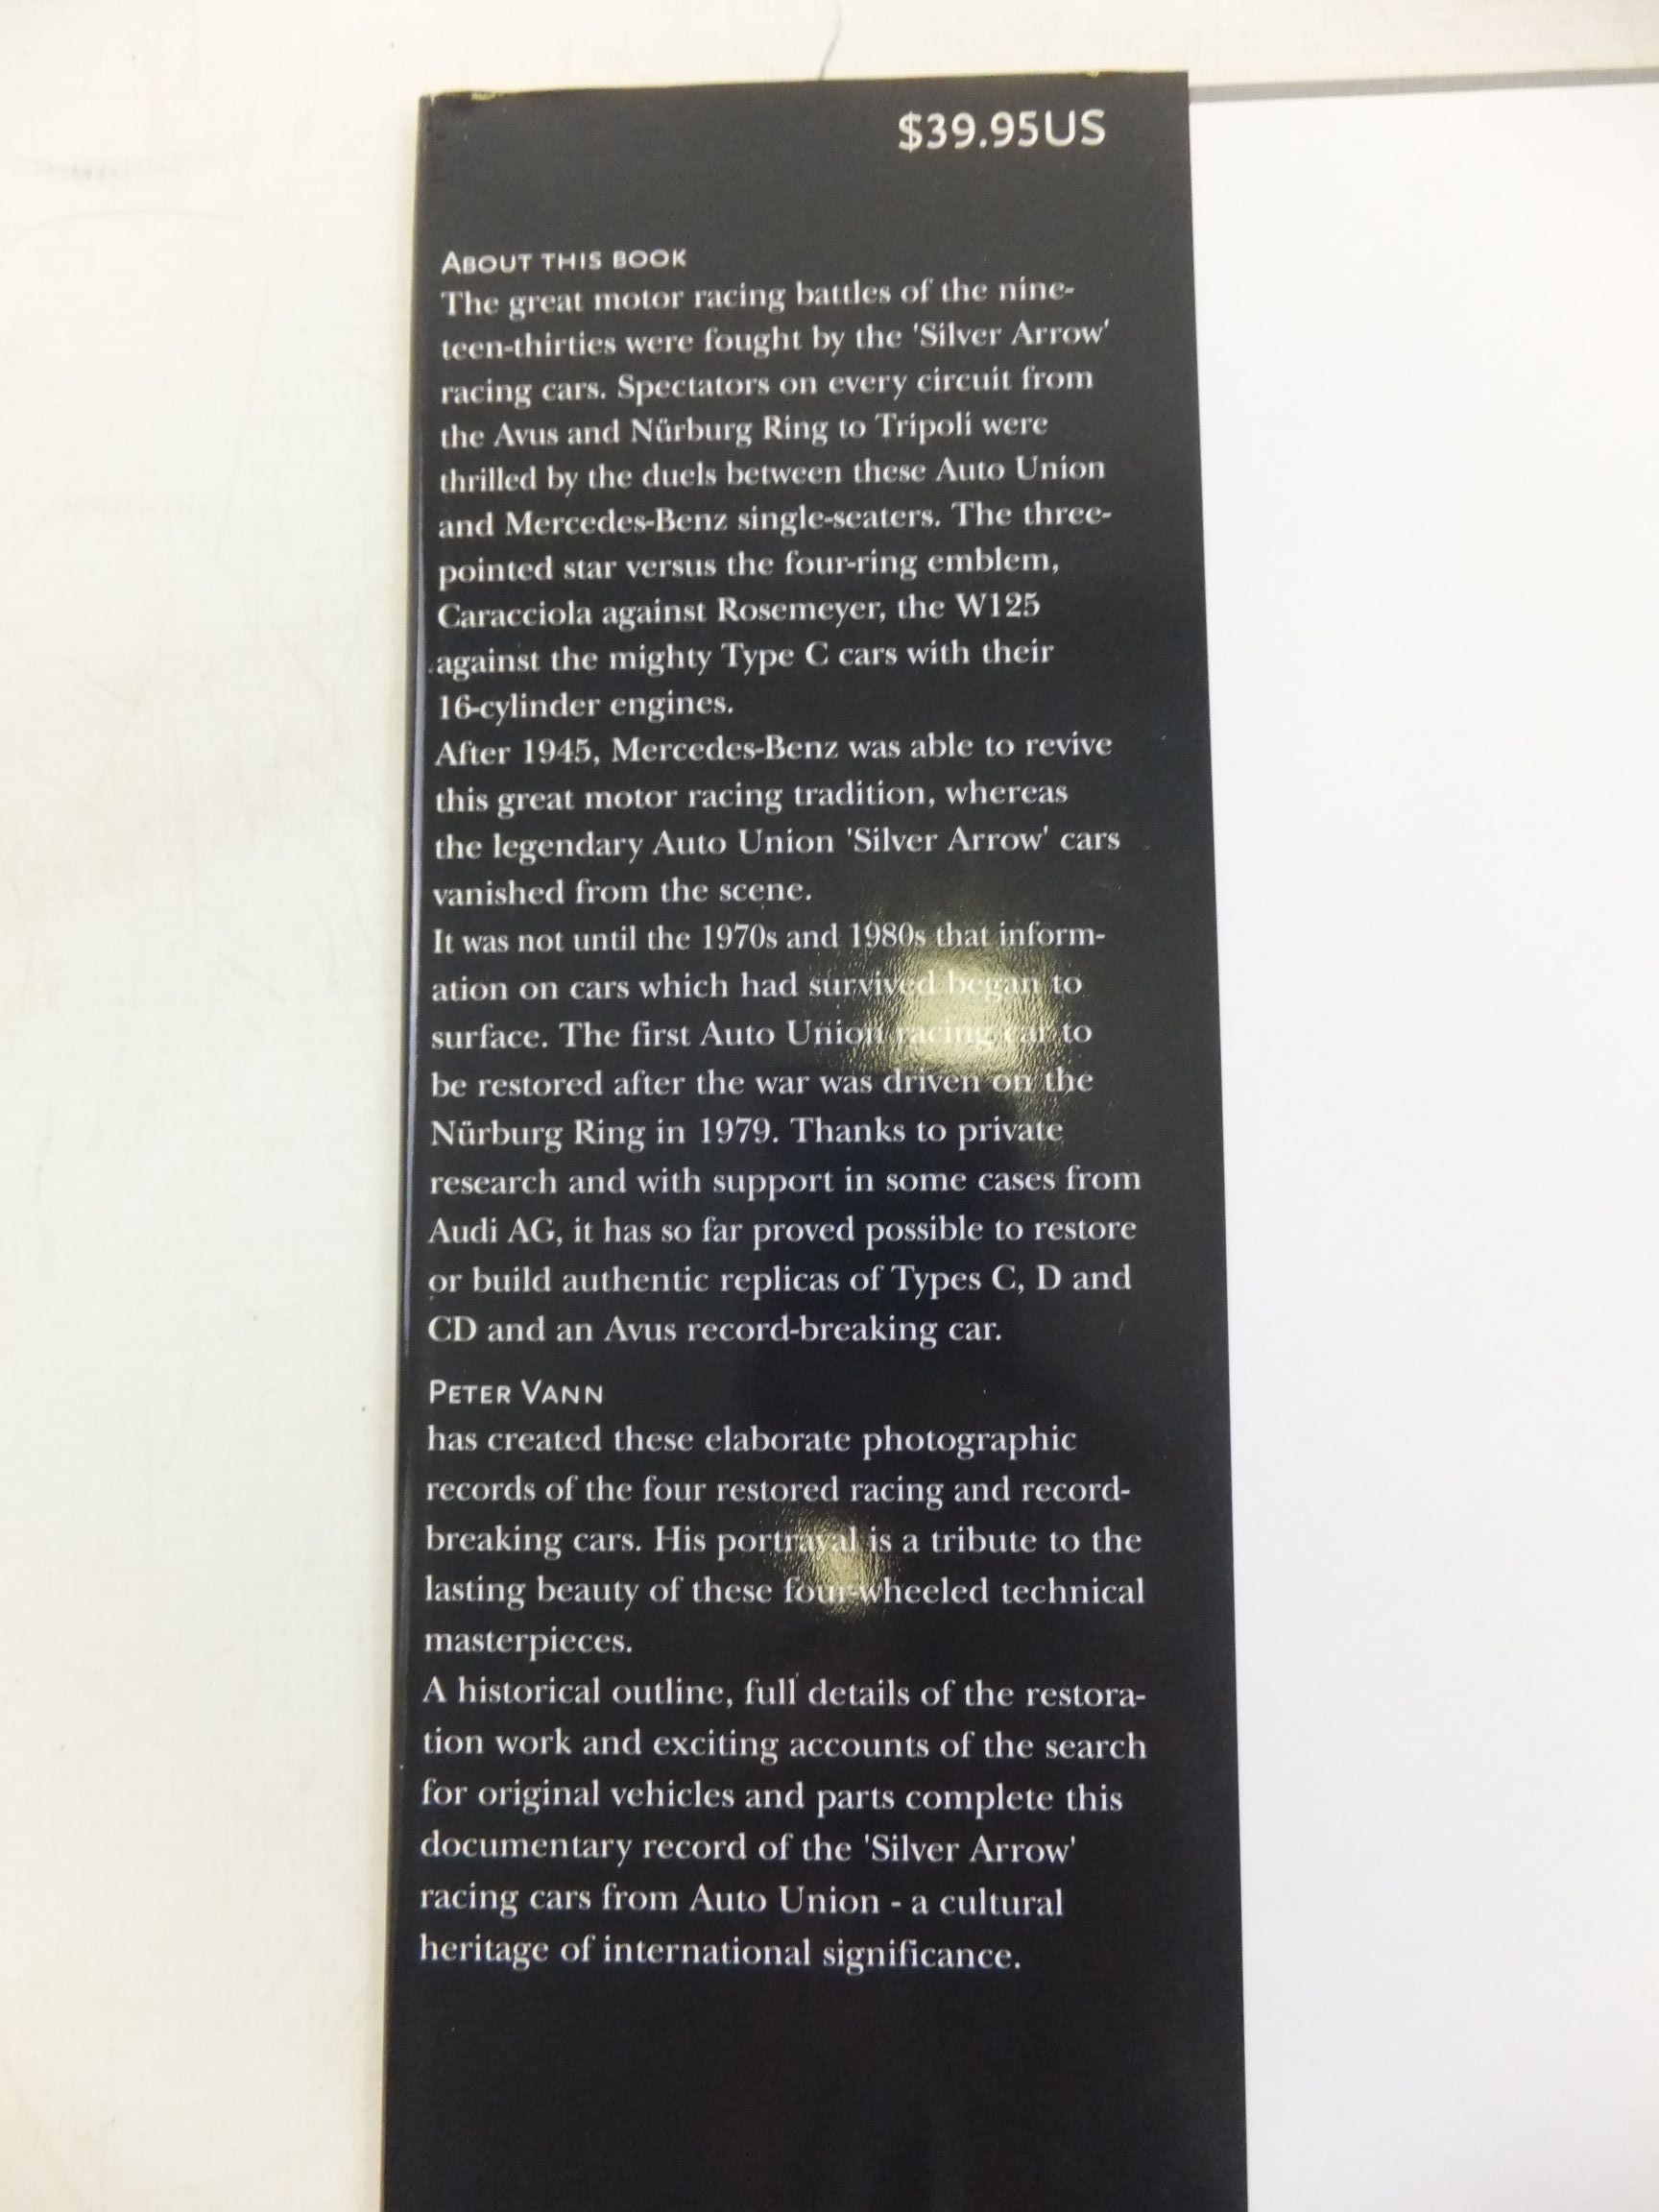 $39.95US
ABOUT THIS BOOK
The great motor racing battles of the nine-
teen-thirties were fought by the 'Silver Arrow'
racing cars. Spectators on every circuit from
the Avus and Nürburg Ring to Tripoli were
thrilled by the duels between these Auto Union
and Mercedes-Benz single-seaters. The three-
pointed star versus the four-ring emblem,
Caracciola against Rosemeyer, the W125
against the mighty Type C cars with their
16-cylinder engines.
After 1945, Mercedes-Benz was able to revive
this great motor racing tradition, whereas
the legendary Auto Union 'Silver Arrow' cars
vanished from the scene.
It was not until the 1970s and 1980s that inform-
ation on cars which had survived began to
surface. The first Auto Union racing car to
be restored after the war was driven on the
Nürburg Ring in 1979. Thanks to private
research and with support in some cases from
Audi AG, it has so far proved possible to restore
or build authentic replicas of Types C, D and
CD and an Avus record-breaking car.
PETER VANN
has created these elaborate photographic
records of the four restored racing and record-
breaking cars. His portrayal is a tribute to the
lasting beauty of these four-wheeled technical
masterpieces.
A historical outline, full details of the restora-
tion work and exciting accounts of the search
for original vehicles and parts complete this
documentary record of the 'Silver Arrow'
racing cars from Auto Union - a cultural
heritage of international significance.